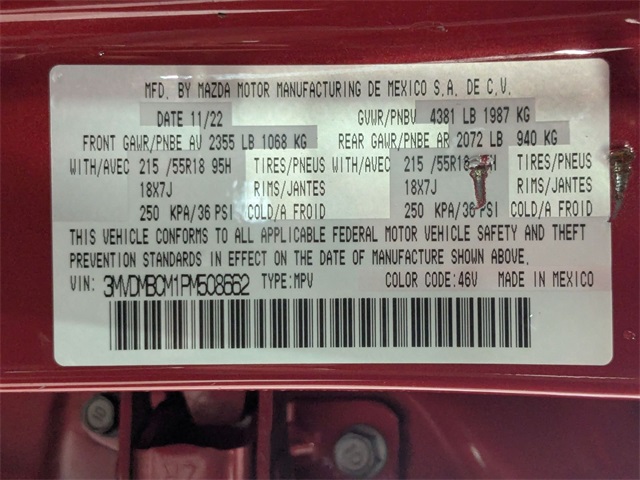 MFD. BY MAZDA MOTOR MANUFACTURING DE MEXICO S.A. DE C.V.
DATE 11/22 GVWR/PNBV 4381 LB 1987 KG
FRONT GAWR/PNBE AV 2355 LB 1068 KG REAR GAWR/PNBE AR 2072 LB 940 KG
WITH/AVEC 215 /55R18 95H TIRES/PNEUS WITH/AVEC 215 /55R18 TIRES/PNEUS
18X7J RIMS/JANTES 18X7J RIMS/JANTES
250 KPA/36 PSI COLD/A FROID 250 KPA/36 PSI COLD/A FROID
THIS VEHICLE CONFORMS TO ALL APPLICABLE FEDERAL MOTOR VEHICLE SAFETY AND THEFT
PREVENTION STANDARDS IN EFFECT ON THE DATE OF MANUFACTURE SHOWN ABOVE.
VIN: 3MVDMBCM1PM508662 TYPE:MPV COLOR CODE:46V MADE IN MEXICO